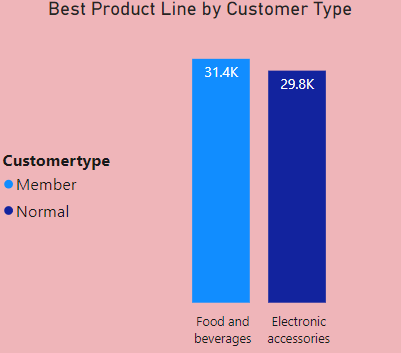 Best Product Line by Customer Type
31.4K
29.8K
Customertype
Member
Normal
Food and
beverages
Electronic
accessories